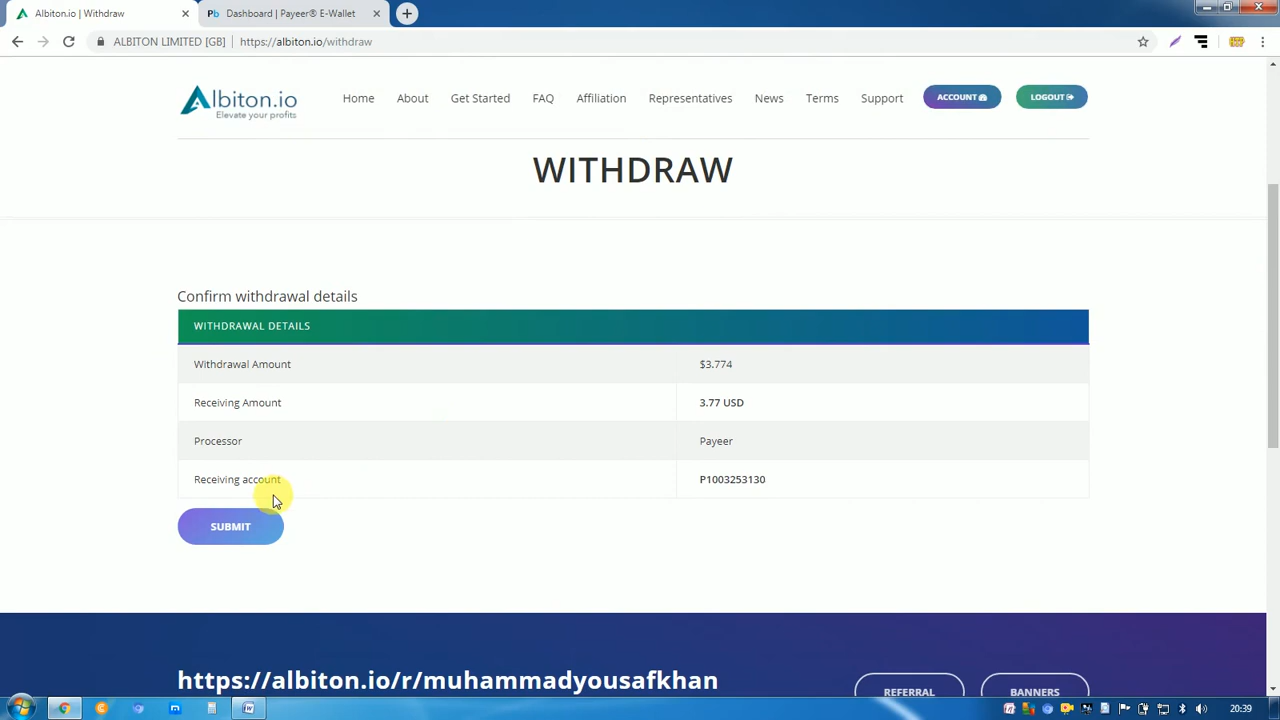 Albiton.io | Withdraw
Pb Dashboard | Payeer® E-Wallet
ALBITON LIMITED [GB] https://albiton.io/withdraw
Albiton.io
Elevate your profits
Home About Get Started FAQ Affiliation Representatives News Terms Support ACCOUNT LOGOUT
WITHDRAW
Confirm withdrawal details
WITHDRAWAL DETAILS
Withdrawal Amount $3.774
Receiving Amount 3.77 USD
Processor Payeer
Receiving account P1003253130
SUBMIT
https://albiton.io/r/muhammadyousafkhan
REFERRAL BANNERS
20:39